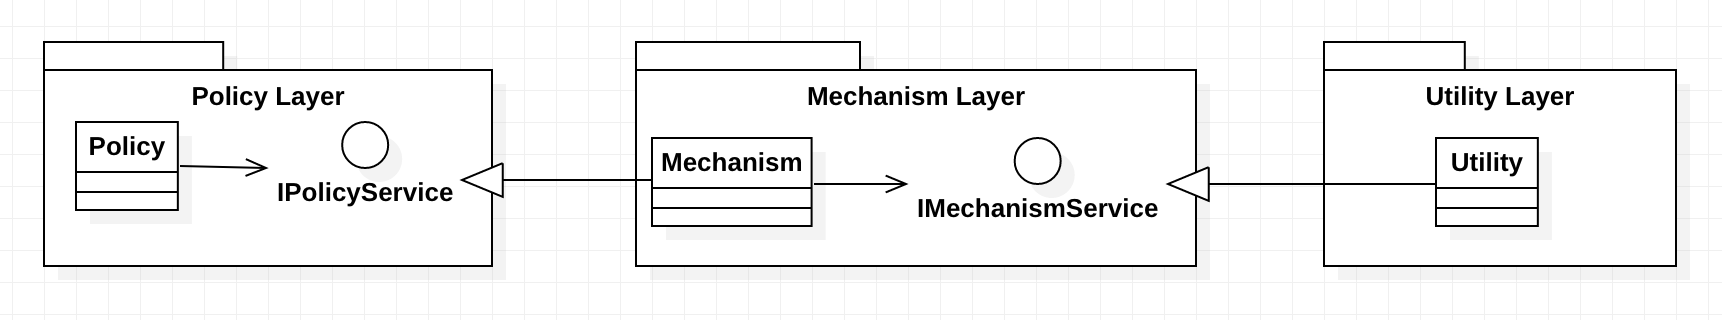 Policy Layer
Policy
IPolicyService
Mechanism Layer
Mechanism
IMechanismService
Utility Layer
Utility